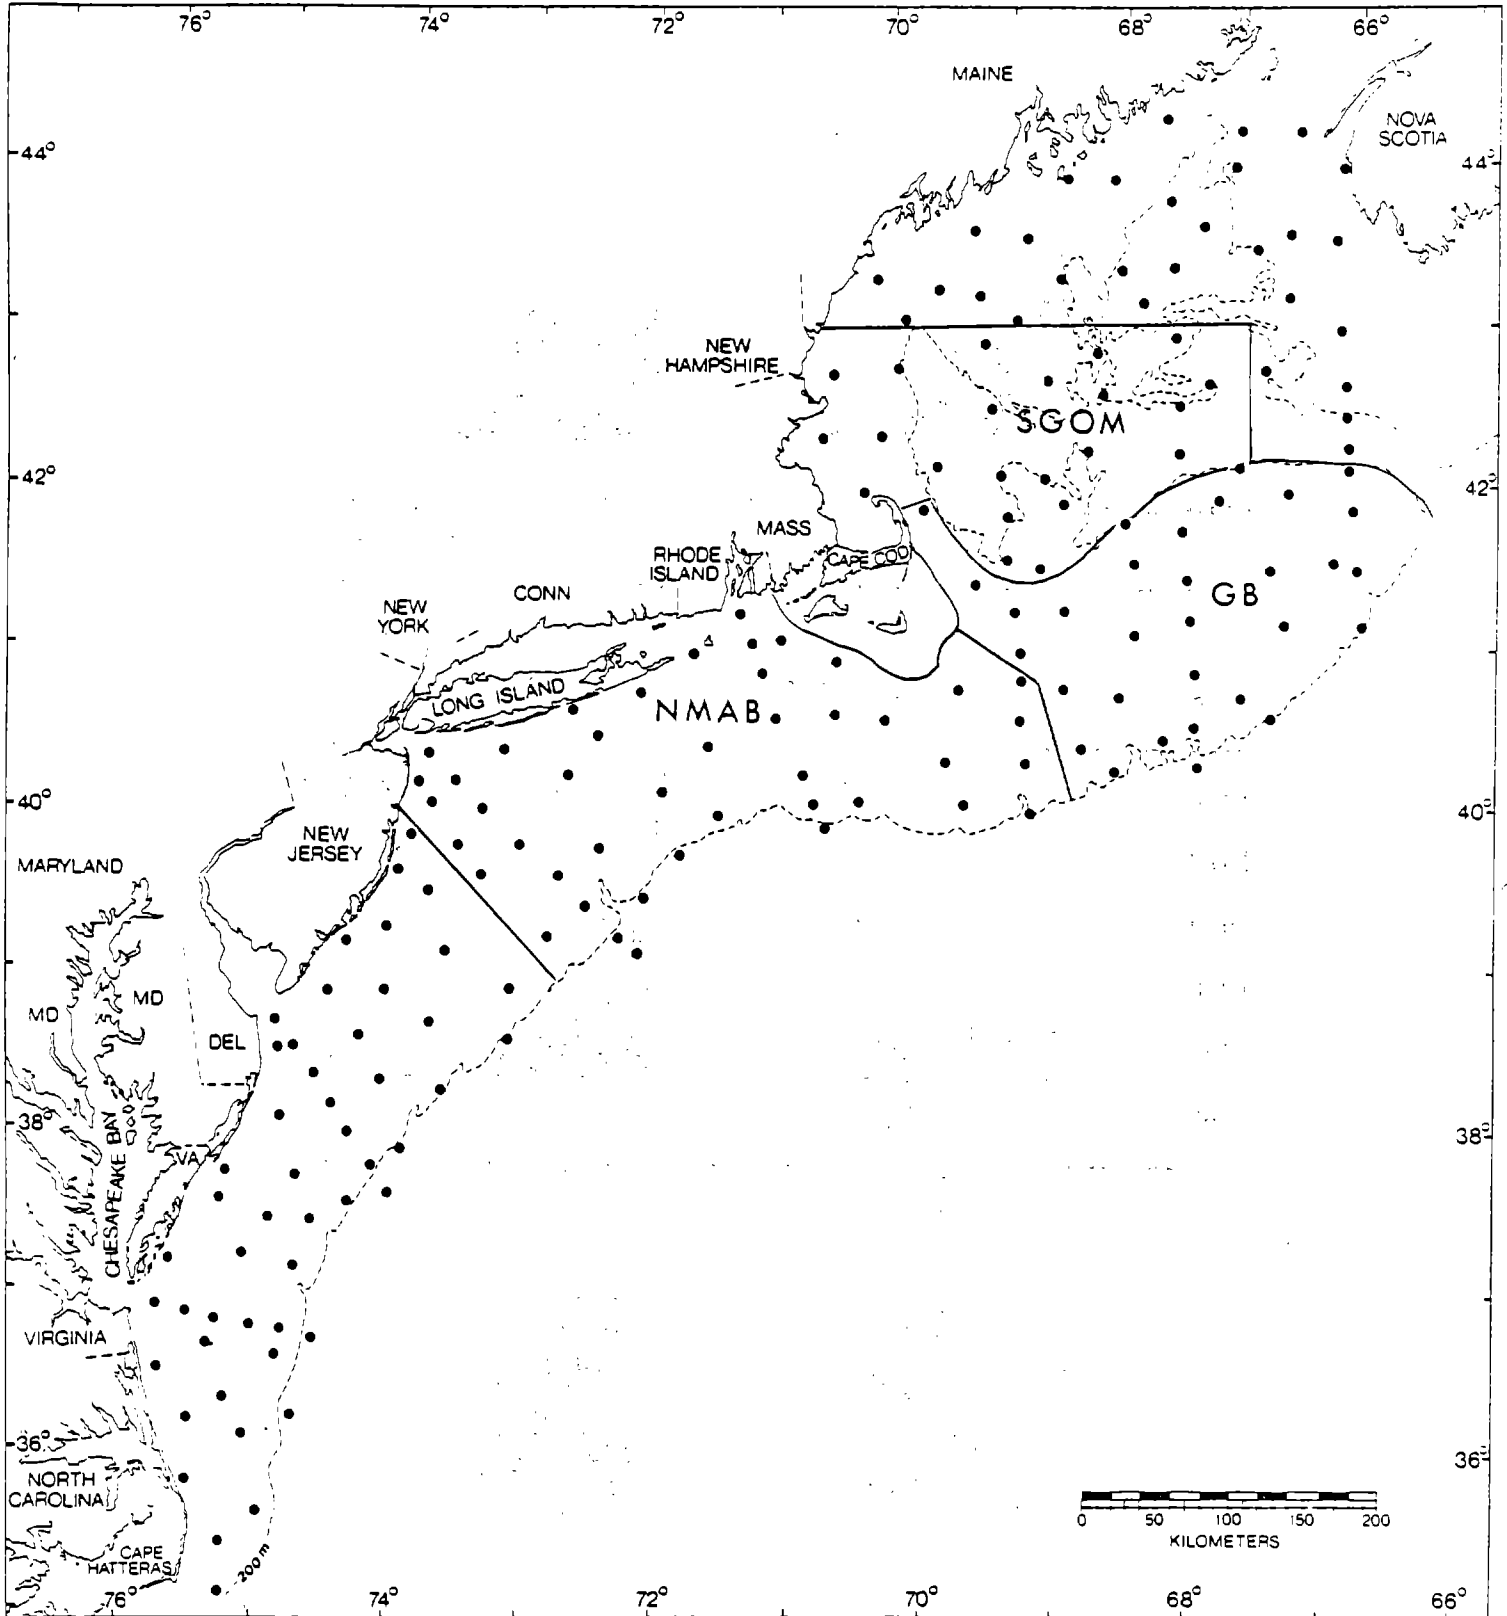 76° 74° 72° 70° 68° 66°
MAINE
NOVA
SCOTIA
44° 44°
NEW
HAMPSHIRE
SGOM
42° 42°
MASS
RHODE
ISLAND
CAPE COD
CONN
GB
NEW
YORK
LONG ISLAND
NMAB
40° 40°
NEW
JERSEY
MARYLAND
MD
MD
DEL
38° 38°
CHESAPEAKE BAY
VA
VIRGINIA
36° 36°
NORTH
CAROLINA
0 50 100 150 200
KILOMETERS
CAPE
HATTERAS
200m
76° 74° 72° 70° 68° 66°